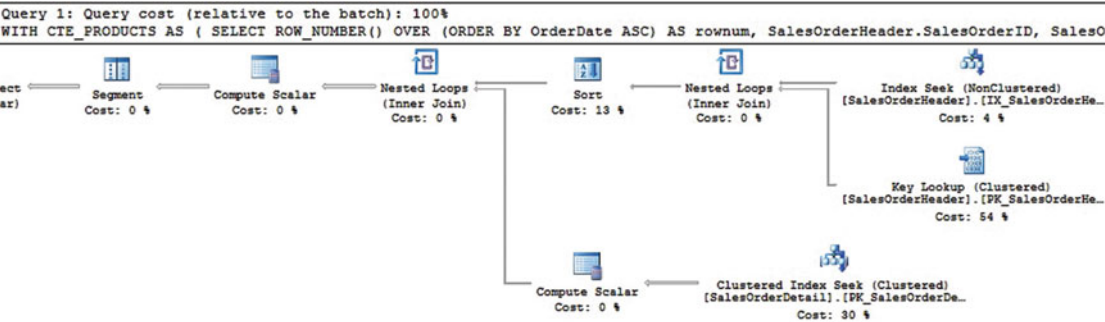 Query 1: Query cost (relative to the batch): 100%
WITH CTE_PRODUCTS AS ( SELECT ROW_NUMBER() OVER (ORDER BY OrderDate ASC) AS rownum, SalesOrderHeader.SalesOrderID, SalesO
ect
ar)
Segment
Cost: 0 %
Compute Scalar
Cost: 0 %
Nested Loops
(Inner Join)
Cost: 0 %
Sort
Cost: 13 %
Nested Loops
(Inner Join)
Cost: 0 %
Index Seek (NonClustered)
[SalesOrderHeader].[IX_SalesOrderHe…
Cost: 4 %
Key Lookup (Clustered)
[SalesOrderHeader].[PK_SalesOrderHe…
Cost: 54 %
Compute Scalar
Cost: 0 %
Clustered Index Seek (Clustered)
[SalesOrderDetail].[PK_SalesOrderDe…
Cost: 30 %